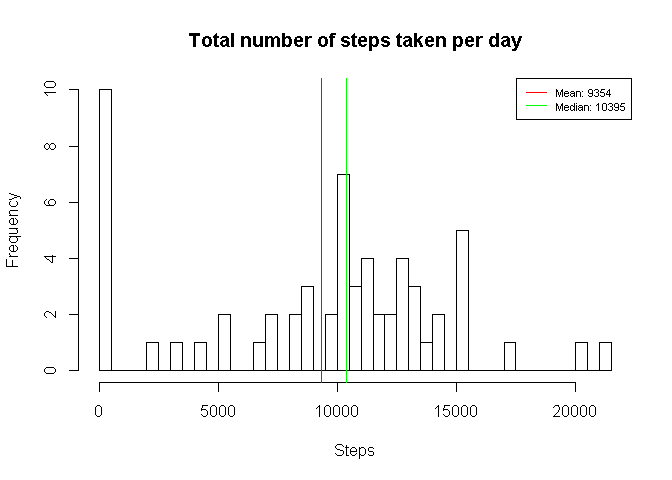 Total number of steps taken per day
Mean: 9354
Median: 10395
Frequency
10
8
6
4
2
0
0 5000 10000 15000 20000
Steps